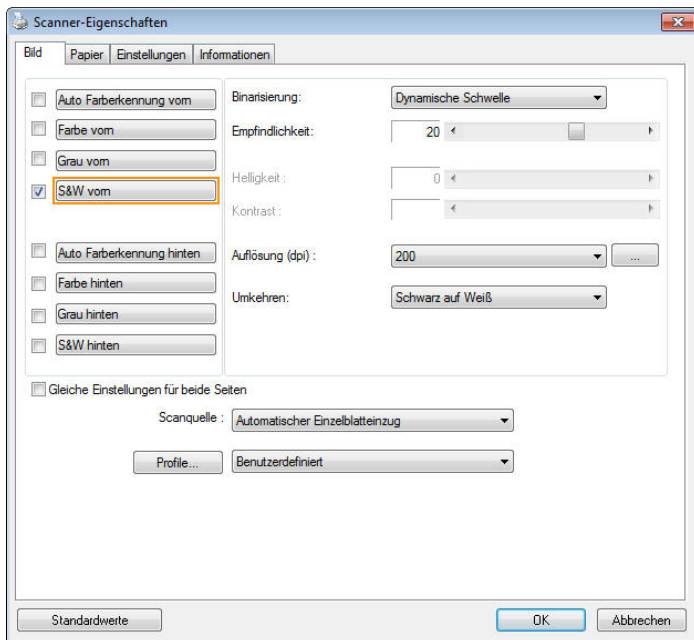 Scanner-Eigenschaften
Bild Papier Einstellungen Informationen
Auto Farberkennung vorn
Farbe vorn
Grau vorn
S&W vorn
Auto Farberkennung hinten
Farbe hinten
Grau hinten
S&W hinten
Binarisierung: Dynamische Schwelle
Empfindlichkeit: 20
Helligkeit : 0
Kontrast :
Auflösung (dpi) : 200 ...
Umkehren: Schwarz auf Weiß
Gleiche Einstellungen für beide Seiten
Scanquelle : Automatischer Einzelblatteinzug
Profile... Benutzerdefiniert
Standardwerte OK Abbrechen